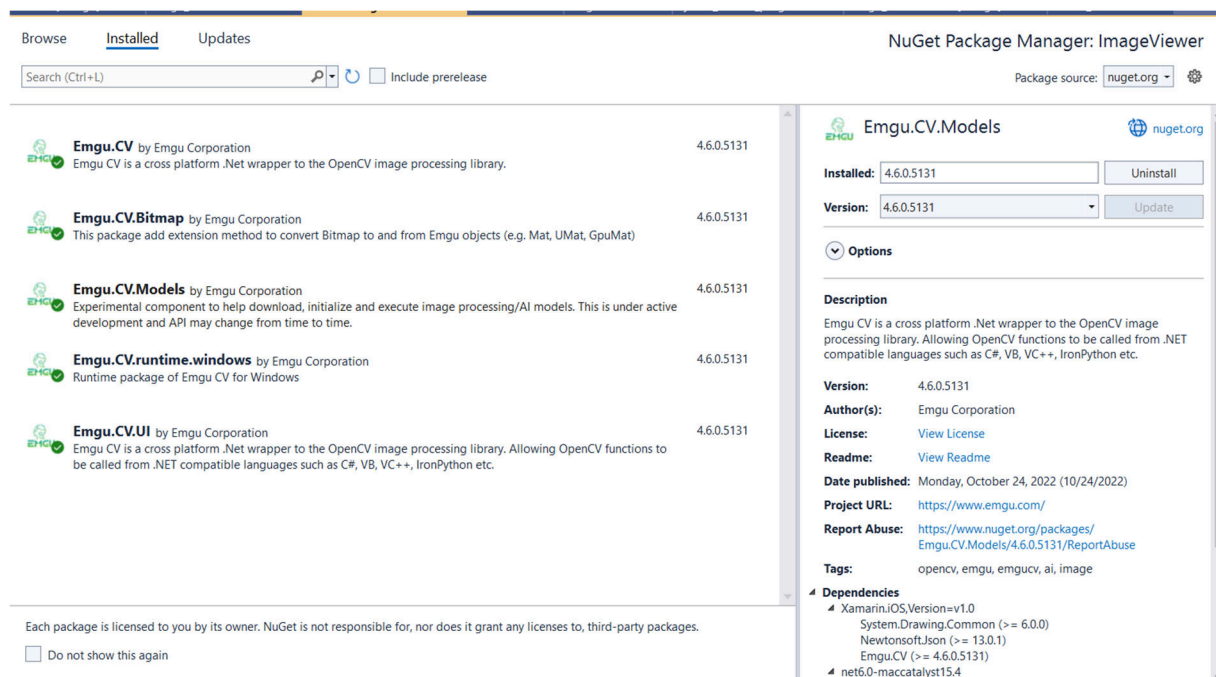 Browse Installed Updates
NuGet Package Manager: ImageViewer
Search (Ctrl+L)
Include prerelease
Package source: nuget.org
Emgu.CV by Emgu Corporation 4.6.0.5131
Emgu CV is a cross platform .Net wrapper to the OpenCV image processing library.
Emgu.CV.Bitmap by Emgu Corporation 4.6.0.5131
This package add extension method to convert Bitmap to and from Emgu objects (e.g. Mat, UMat, GpuMat)
Emgu.CV.Models by Emgu Corporation 4.6.0.5131
Experimental component to help download, initialize and execute image processing/AI models. This is under active
development and API may change from time to time.
Emgu.CV.runtime.windows by Emgu Corporation 4.6.0.5131
Runtime package of Emgu CV for Windows
Emgu.CV.UI by Emgu Corporation 4.6.0.5131
Emgu CV is a cross platform .Net wrapper to the OpenCV image processing library. Allowing OpenCV functions to
be called from .NET compatible languages such as C#, VB, VC++, IronPython etc.
Each package is licensed to you by its owner. NuGet is not responsible for, nor does it grant any licenses to, third-party packages.
Do not show this again
EMGU
Emgu.CV.Models
nuget.org
Installed: 4.6.0.5131 Uninstall
Version: 4.6.0.5131 Update
Options
Description
Emgu CV is a cross platform .Net wrapper to the OpenCV image
processing library. Allowing OpenCV functions to be called from .NET
compatible languages such as C#, VB, VC++, IronPython etc.
Version: 4.6.0.5131
Author(s): Emgu Corporation
License: View License
Readme: View Readme
Date published: Monday, October 24, 2022 (10/24/2022)
Project URL: https://www.emgu.com/
Report Abuse: https://www.nuget.org/packages/
Emgu.CV.Models/4.6.0.5131/ReportAbuse
Tags: opencv, emgu, emgucv, ai, image
Dependencies
Xamarin.iOS,Version=v1.0
System.Drawing.Common (>= 6.0.0)
Newtonsoft.Json (>= 13.0.1)
Emgu.CV (>= 4.6.0.5131)
net6.0-maccatalyst15.4